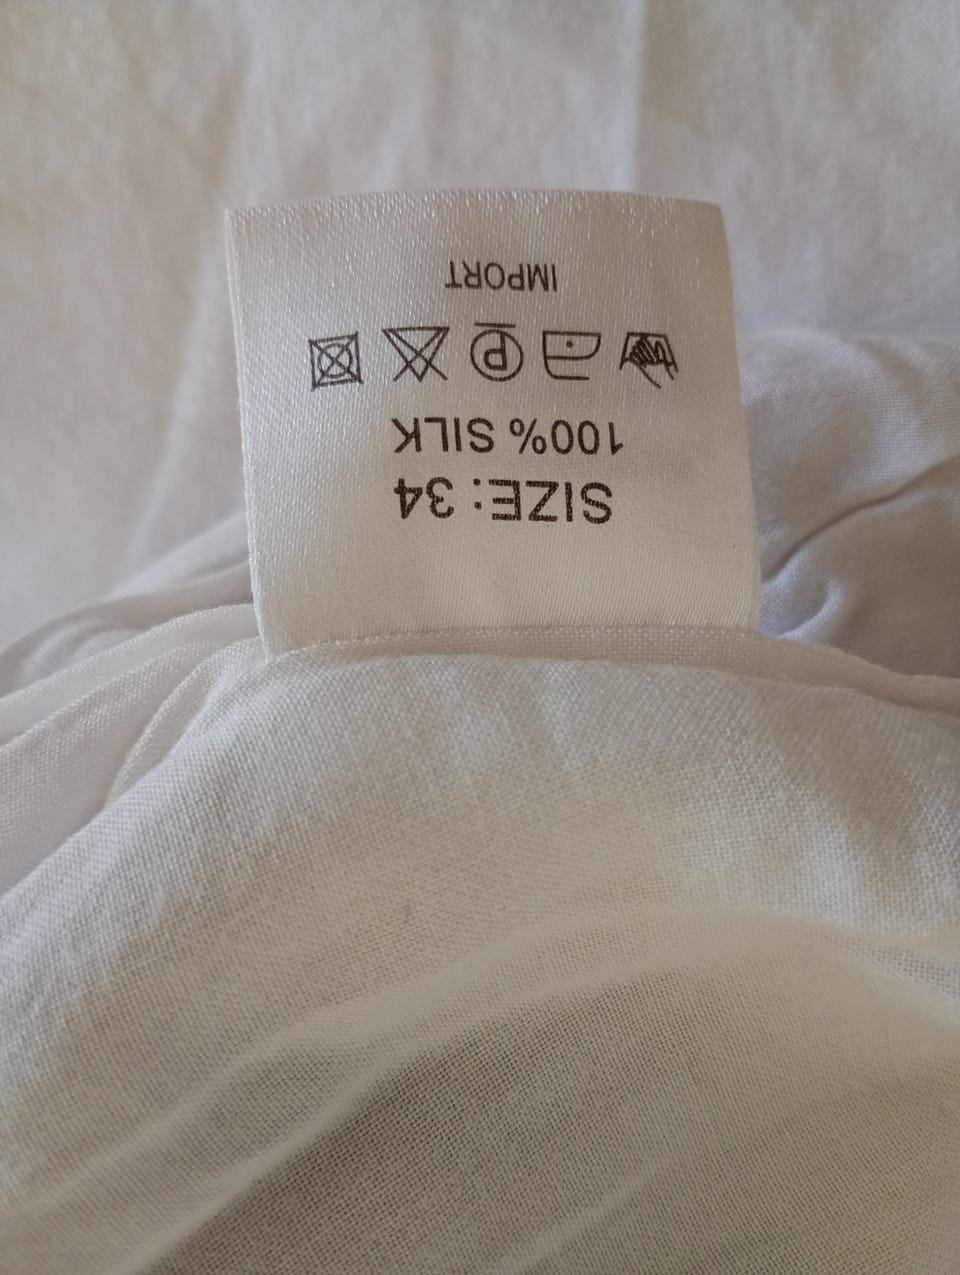 SIZE: 34
100% SILK
P
IMPORT